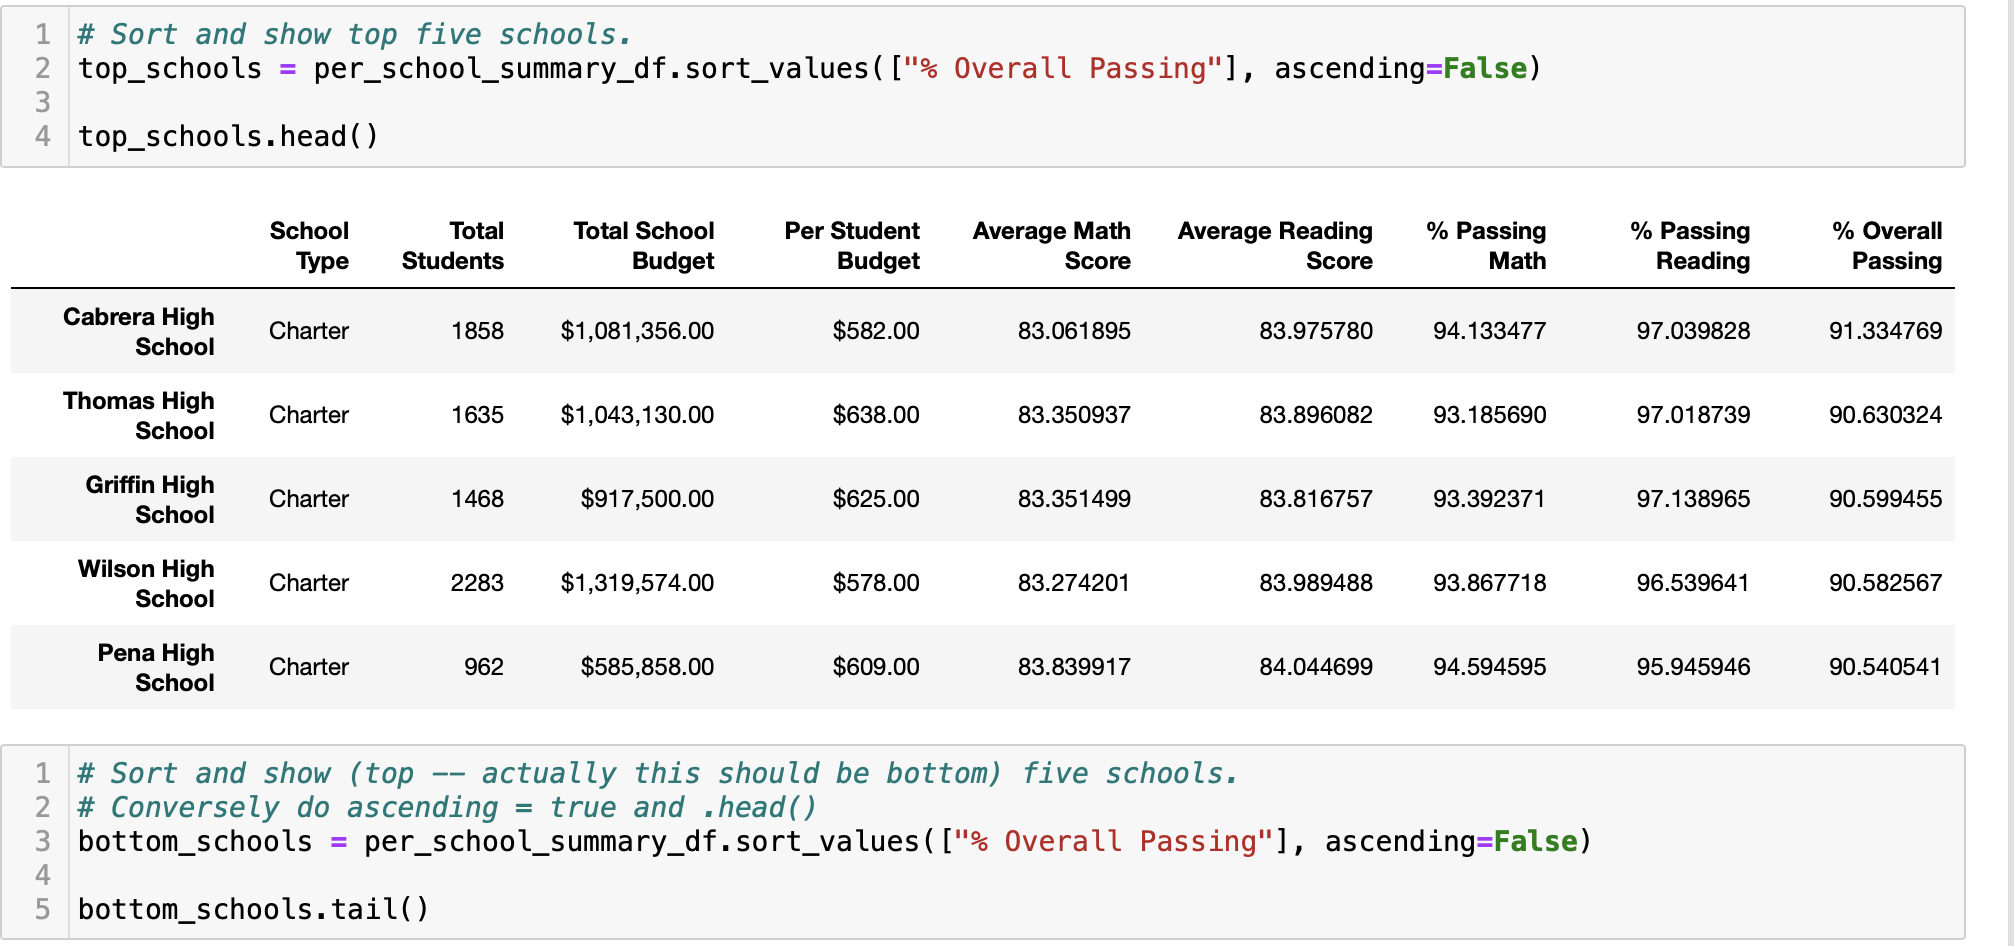 1 # Sort and show top five schools.
2 top_schools = per_school_summary_df.sort_values(["% Overall Passing"], ascending=False)
3
4 top_schools.head()
School Total Total School Per Student Average Math Average Reading % Passing % Passing % Overall
Type Students Budget Budget Score Score Math Reading Passing
Cabrera High
School Charter 1858 $1,081,356.00 $582.00 83.061895 83.975780 94.133477 97.039828 91.334769
Thomas High
School Charter 1635 $1,043,130.00 $638.00 83.350937 83.896082 93.185690 97.018739 90.630324
Griffin High
School Charter 1468 $917,500.00 $625.00 83.351499 83.816757 93.392371 97.138965 90.599455
Wilson High
School Charter 2283 $1,319,574.00 $578.00 83.274201 83.989488 93.867718 96.539641 90.582567
Pena High
School Charter 962 $585,858.00 $609.00 83.839917 84.044699 94.594595 95.945946 90.540541
1 # Sort and show (top -- actually this should be bottom) five schools.
2 # Conversely do ascending = true and .head()
3 bottom_schools = per_school_summary_df.sort_values(["% Overall Passing"], ascending=False)
4
5 bottom_schools.tail()